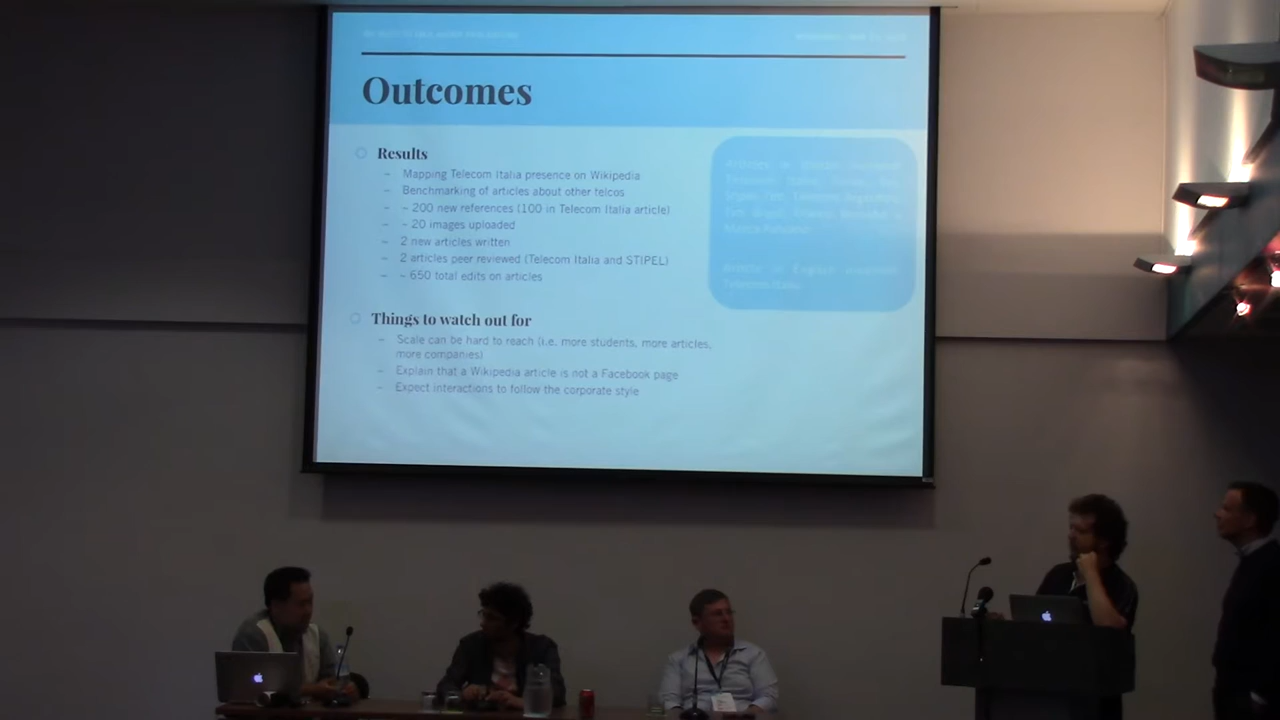 Outcomes
Results
– Mapping Telecom Italia presence on Wikipedia
– Benchmarking of articles about other telcos
– ~ 200 new references (100 in Telecom Italia article)
– ~ 20 images uploaded
– 2 new articles written
– 2 articles peer reviewed (Telecom Italia and STIPEL)
– ~ 650 total edits on articles
Things to watch out for
– Scale can be hard to reach (i.e. more students, more articles,
more companies)
– Explain that a Wikipedia article is not a Facebook page
– Expect interactions to follow the corporate style